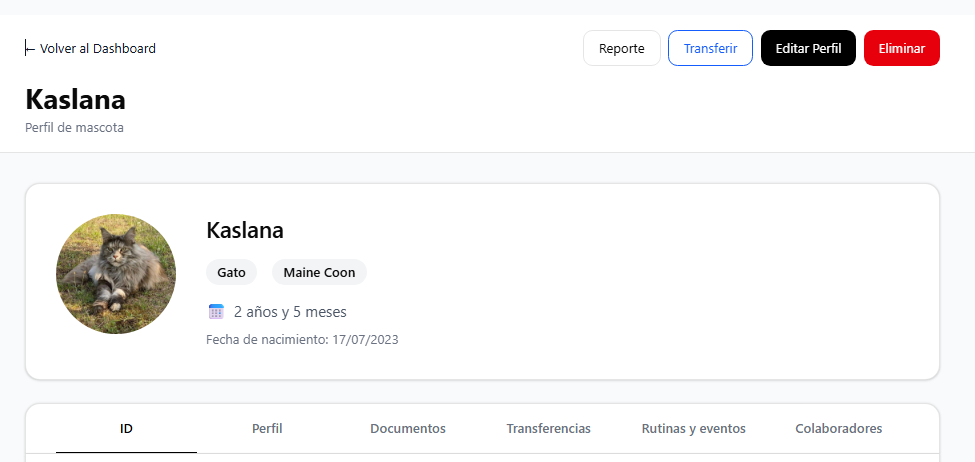 ← Volver al Dashboard
Reporte
Transferir
Editar Perfil
Eliminar
Kaslana
Perfil de mascota
Kaslana
Gato
Maine Coon
2 años y 5 meses
Fecha de nacimiento: 17/07/2023
ID
Perfil
Documentos
Transferencias
Rutinas y eventos
Colaboradores